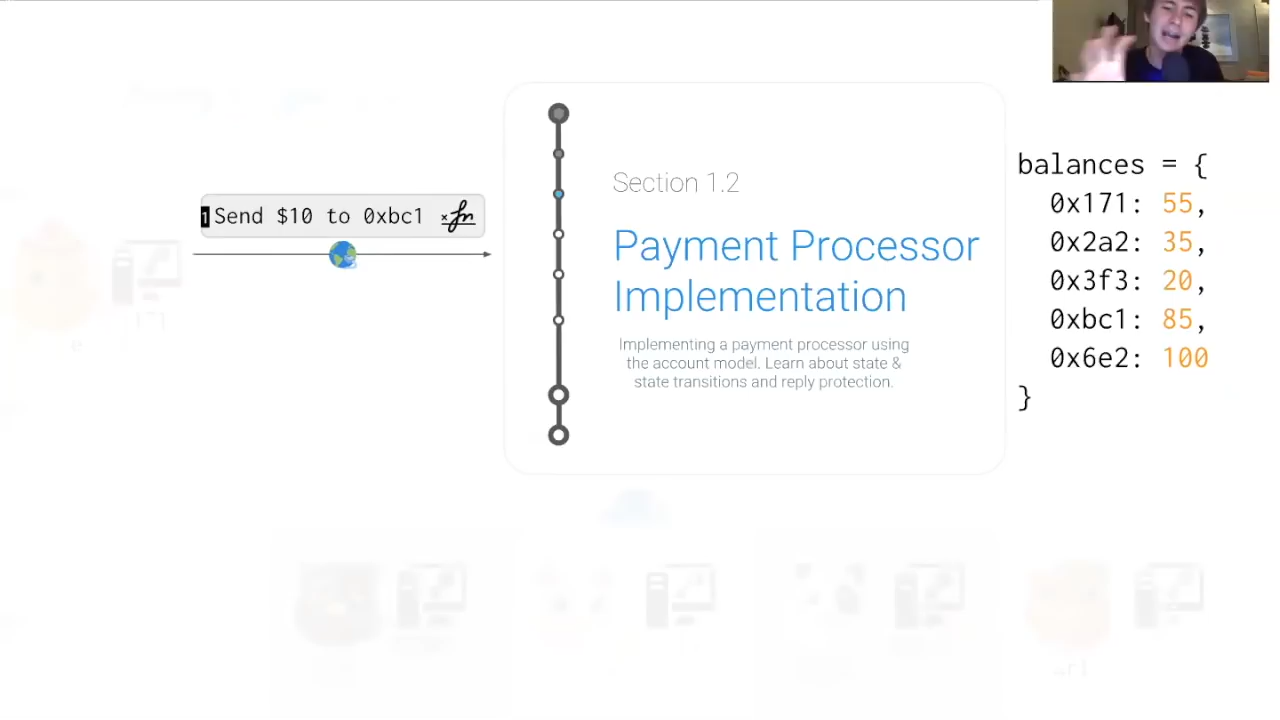 1 Send $10 to 0xbc1
Section 1.2
Payment Processor
Implementation
Implementing a payment processor using
the account model. Learn about state &
state transitions and reply protection.
balances = {
0x171: 55,
0x2a2: 35,
0x3f3: 20,
0xbc1: 85,
0x6e2: 100
}